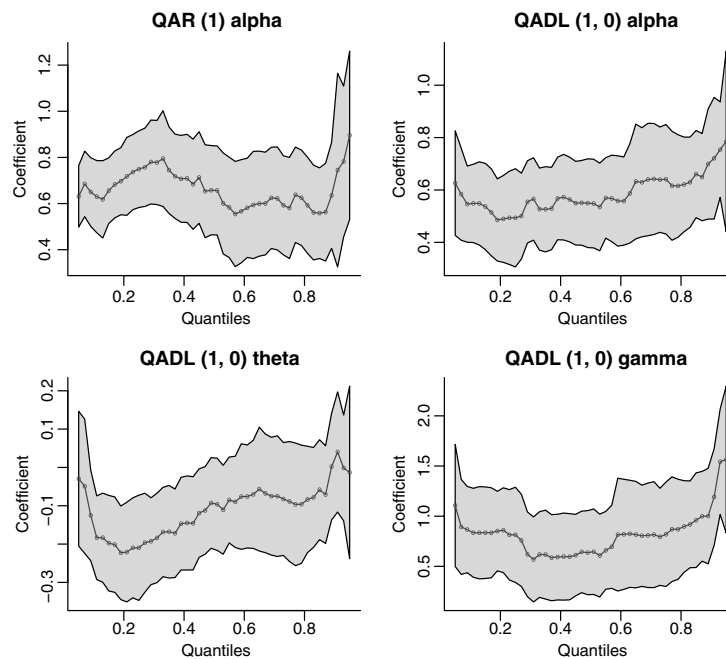 QAR (1) alpha
Coefficient
1.2
1.0
0.8
0.6
0.4
0.2 0.4 0.6 0.8
Quantiles
QADL (1, 0) alpha
Coefficient
1.0
0.8
0.6
0.4
0.2 0.4 0.6 0.8
Quantiles
QADL (1, 0) theta
Coefficient
0.2
0.1
−0.1
−0.3
0.2 0.4 0.6 0.8
Quantiles
QADL (1, 0) gamma
Coefficient
2.0
1.5
1.0
0.5
0.2 0.4 0.6 0.8
Quantiles